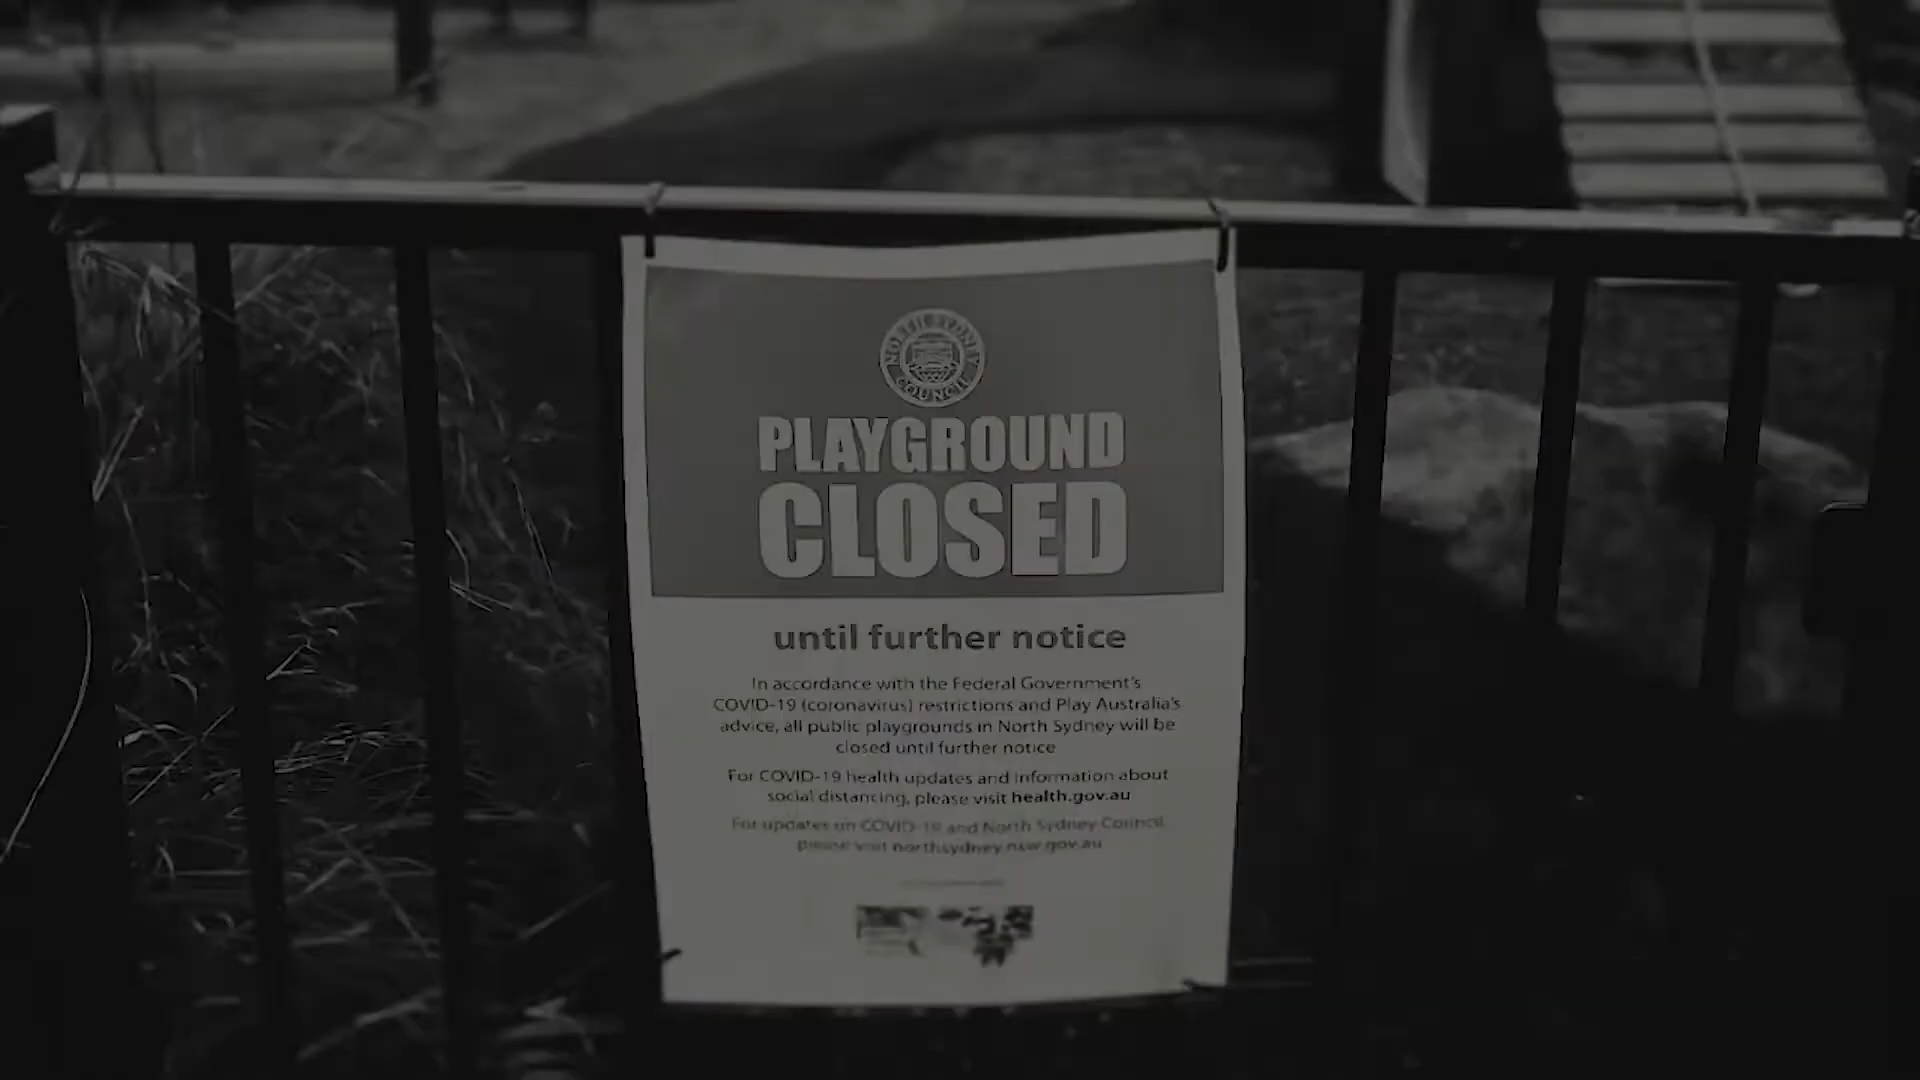 NORTH SYDNEY
COUNCIL
PLAYGROUND
CLOSED
until further notice
In accordance with the Federal Government's
COVID-19 (coronavirus) restrictions and Play Australia's
advice, all public playgrounds in North Sydney will be
closed until further notice
For COVID-19 health updates and information about
social distancing, please visit health.gov.au
For updates on COVID-19 and North Sydney Council
please visit northsydney.nsw.gov.au